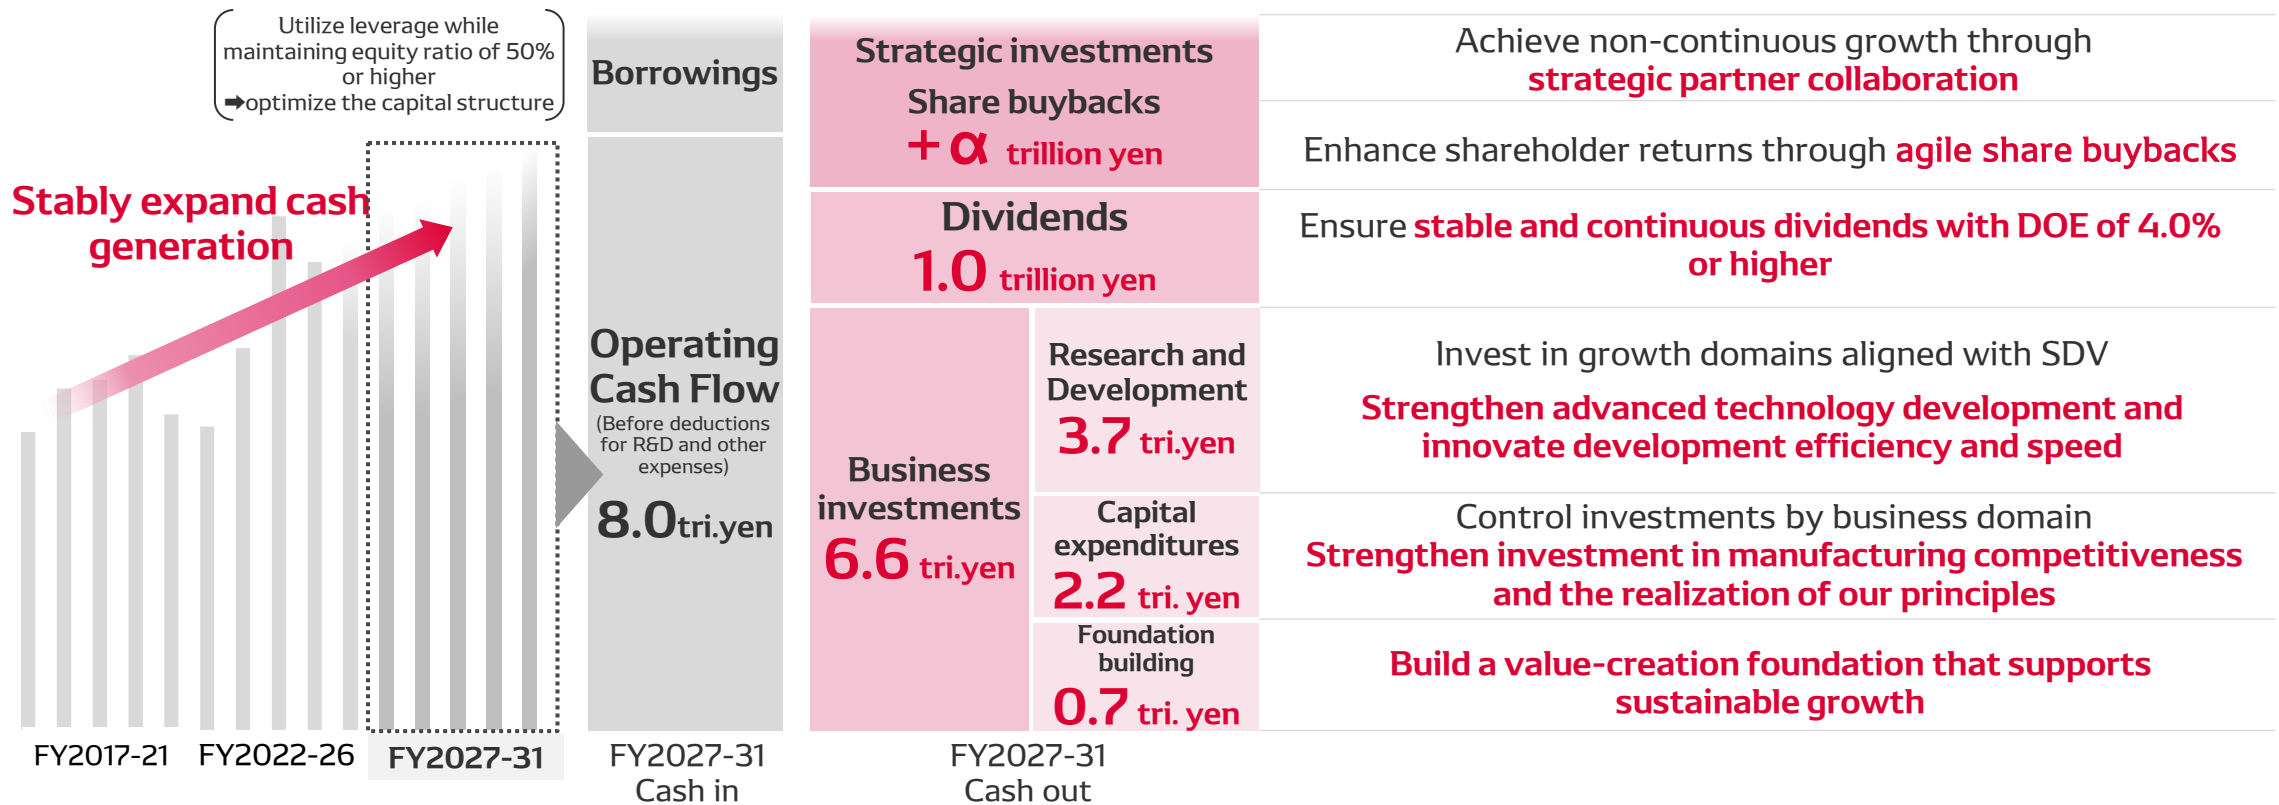 Utilize leverage while
maintaining equity ratio of 50%
or higher
➡optimize the capital structure
Stably expand cash
generation
FY2017-21
FY2022-26
FY2027-31
Borrowings
Operating
Cash Flow
(Before deductions
for R&D and other
expenses)
8.0tri.yen
FY2027-31
Cash in
Strategic investments
Share buybacks
+α trillion yen
Dividends
1.0 trillion yen
Business
investments
6.6 tri.yen
Research and
Development
3.7 tri.yen
Capital
expenditures
2.2 tri. yen
Foundation
building
0.7 tri. yen
FY2027-31
Cash out
Achieve non-continuous growth through
strategic partner collaboration
Enhance shareholder returns through agile share buybacks
Ensure stable and continuous dividends with DOE of 4.0%
or higher
Invest in growth domains aligned with SDV
Strengthen advanced technology development and
innovate development efficiency and speed
Control investments by business domain
Strengthen investment in manufacturing competitiveness
and the realization of our principles
Build a value-creation foundation that supports
sustainable growth